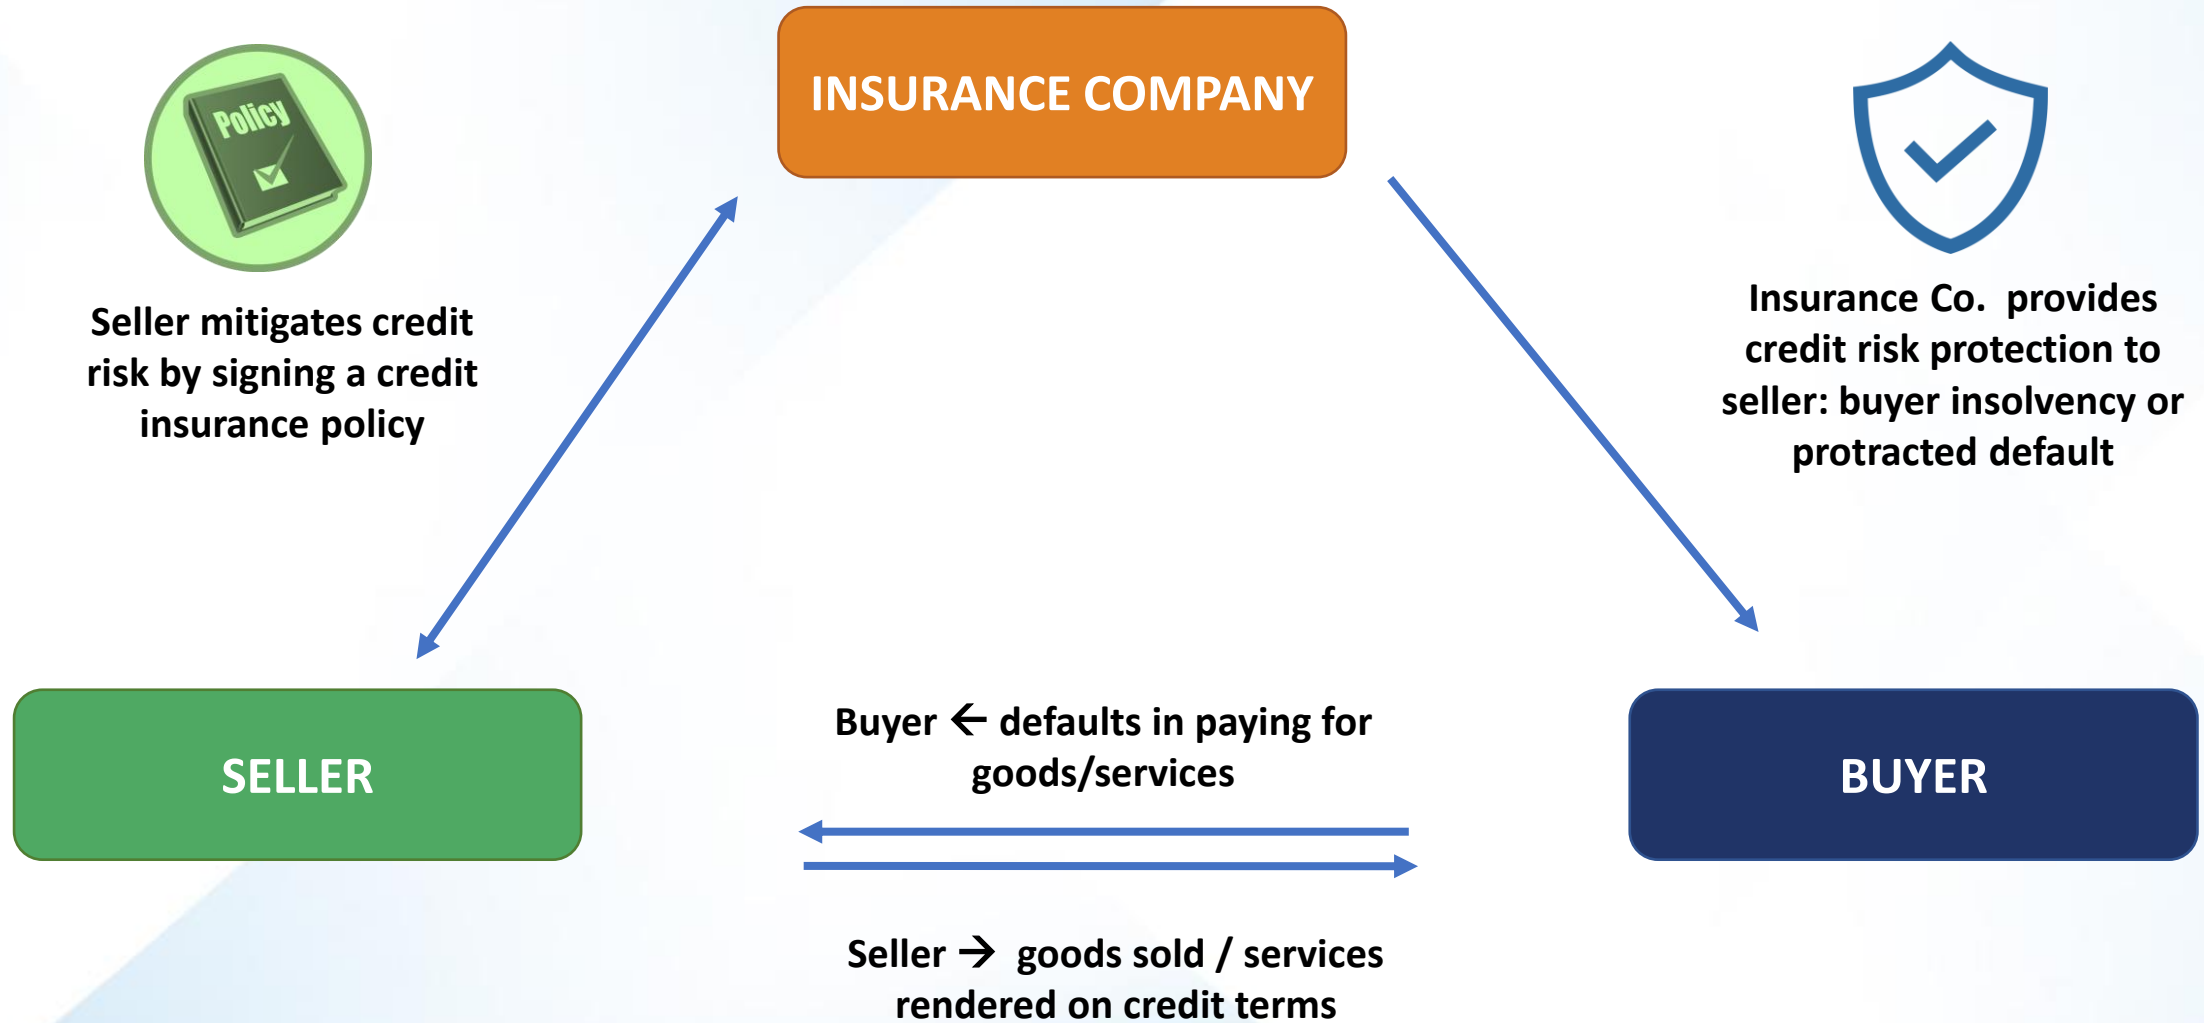 INSURANCE COMPANY
Policy
Seller mitigates credit
risk by signing a credit
insurance policy
Insurance Co. provides
credit risk protection to
seller: buyer insolvency or
protracted default
SELLER
Buyer ← defaults in paying for
goods/services
BUYER
Seller → goods sold / services
rendered on credit terms